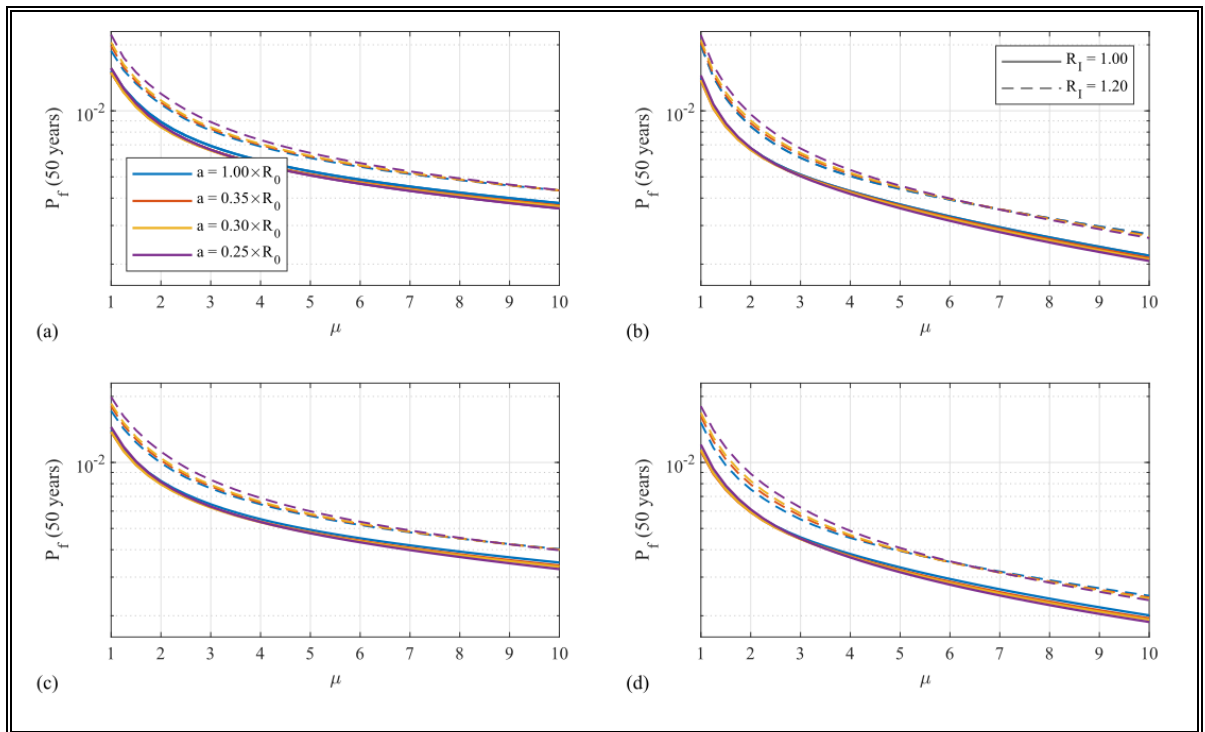 P_f (50 years)
10^-2
a = 1.00×R_0
a = 0.35×R_0
a = 0.30×R_0
a = 0.25×R_0
1 2 3 4 5 6 7 8 9 10
(a)
μ
P_f (50 years)
10^-2
R_I = 1.00
R_I = 1.20
1 2 3 4 5 6 7 8 9 10
(b)
μ
P_f (50 years)
10^-2
1 2 3 4 5 6 7 8 9 10
(c)
μ
P_f (50 years)
10^-2
1 2 3 4 5 6 7 8 9 10
(d)
μ